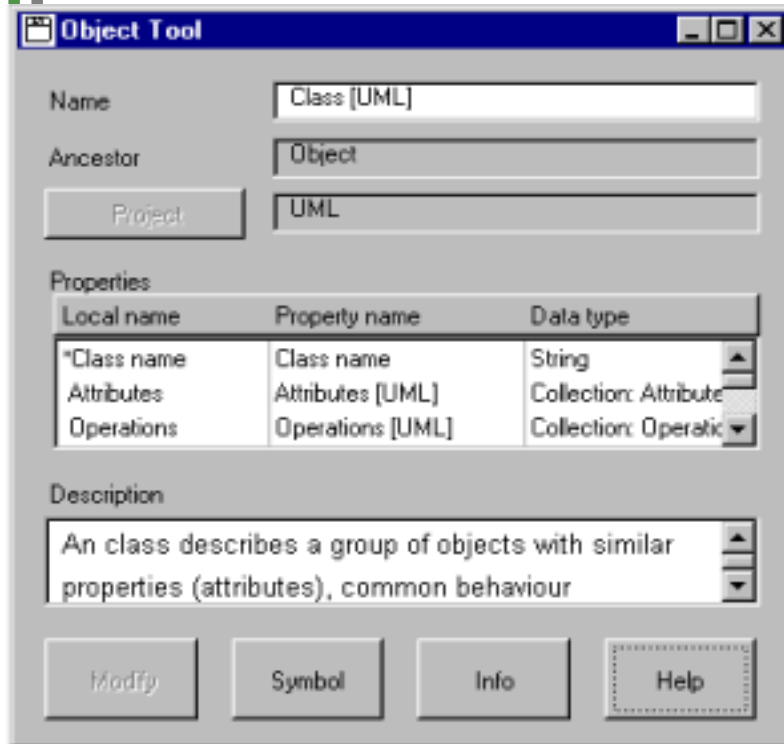 Object Tool
Name Class [UML]
Ancestor Object
Project UML
Properties
Local name Property name Data type
*Class name Class name String
Attributes Attributes [UML] Collection: Attribute
Operations Operations [UML] Collection: Operatic
Description
An class describes a group of objects with similar
properties (attributes), common behaviour
Modify Symbol Info Help